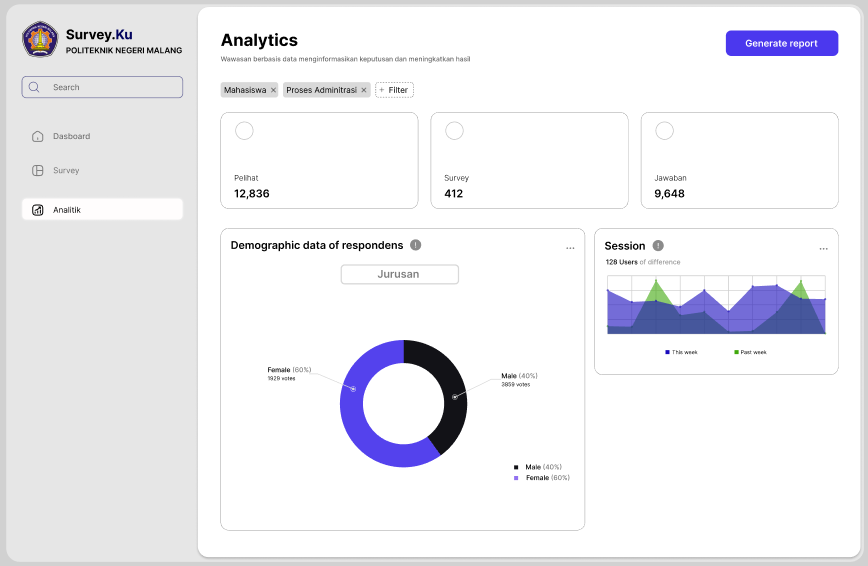 Survey.Ku
POLITEKNIK NEGERI MALANG
Search
Dasboard
Survey
Analitik
Analytics
Wawasan berbasis data menginformasikan keputusan dan meningkatkan hasil
Generate report
Mahasiswa ×
Proses Adminitrasi ×
+ Filter
Pelihat
12,836
Survey
412
Jawaban
9,648
Demographic data of respondens !
...
Jurusan
Female (60%)
1929 votes
Male (40%)
3859 votes
Male (40%)
Female (60%)
Session !
...
128 Users of difference
This week
Past week